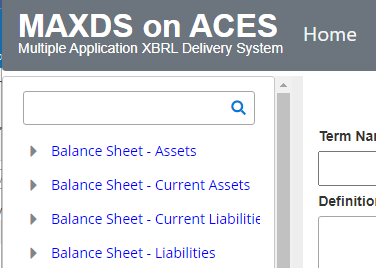 MAXDS on ACES
Home
Multiple Application XBRL Delivery System
Balance Sheet - Assets
Term Na
Balance Sheet - Current Assets
Balance Sheet - Current Liabilitie
Definitio
Balance Sheet - Liabilities